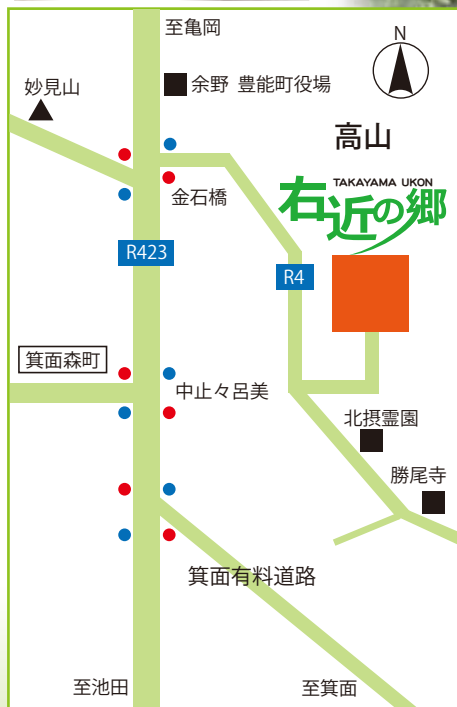 至亀岡
N
妙見山
余野 豊能町役場
高山
TAKAYAMA UKON
右近の郷
金石橋
R423
R4
箕面森町
中止々呂美
北摂霊園
勝尾寺
箕面有料道路
至池田
至箕面